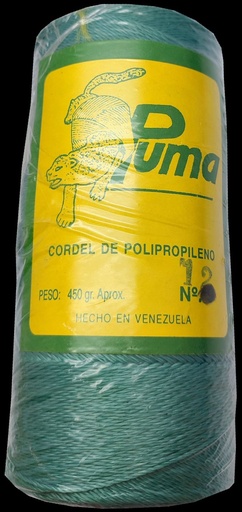 Puma
CORDEL DE POLIPROPILENO
12
PESO: 450 gr. Aprox. Nº
HECHO EN VENEZUELA